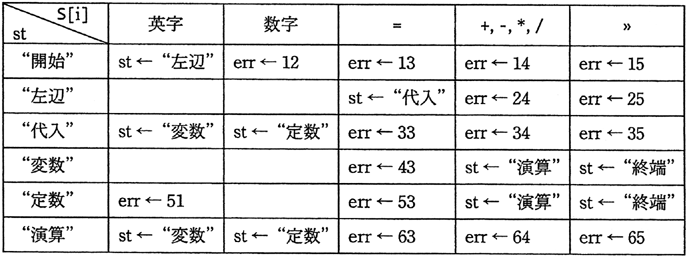 S[i]
st
英字 数字 = +, -, *, / »
“開始” st ← “左辺” err ← 12 err ← 13 err ← 14 err ← 15
“左辺” st ← “代入” err ← 24 err ← 25
“代入” st ← “変数” st ← “定数” err ← 33 err ← 34 err ← 35
“変数” err ← 43 st ← “演算” st ← “終端”
“定数” err ← 51 err ← 53 st ← “演算” st ← “終端”
“演算” st ← “変数” st ← “定数” err ← 63 err ← 64 err ← 65